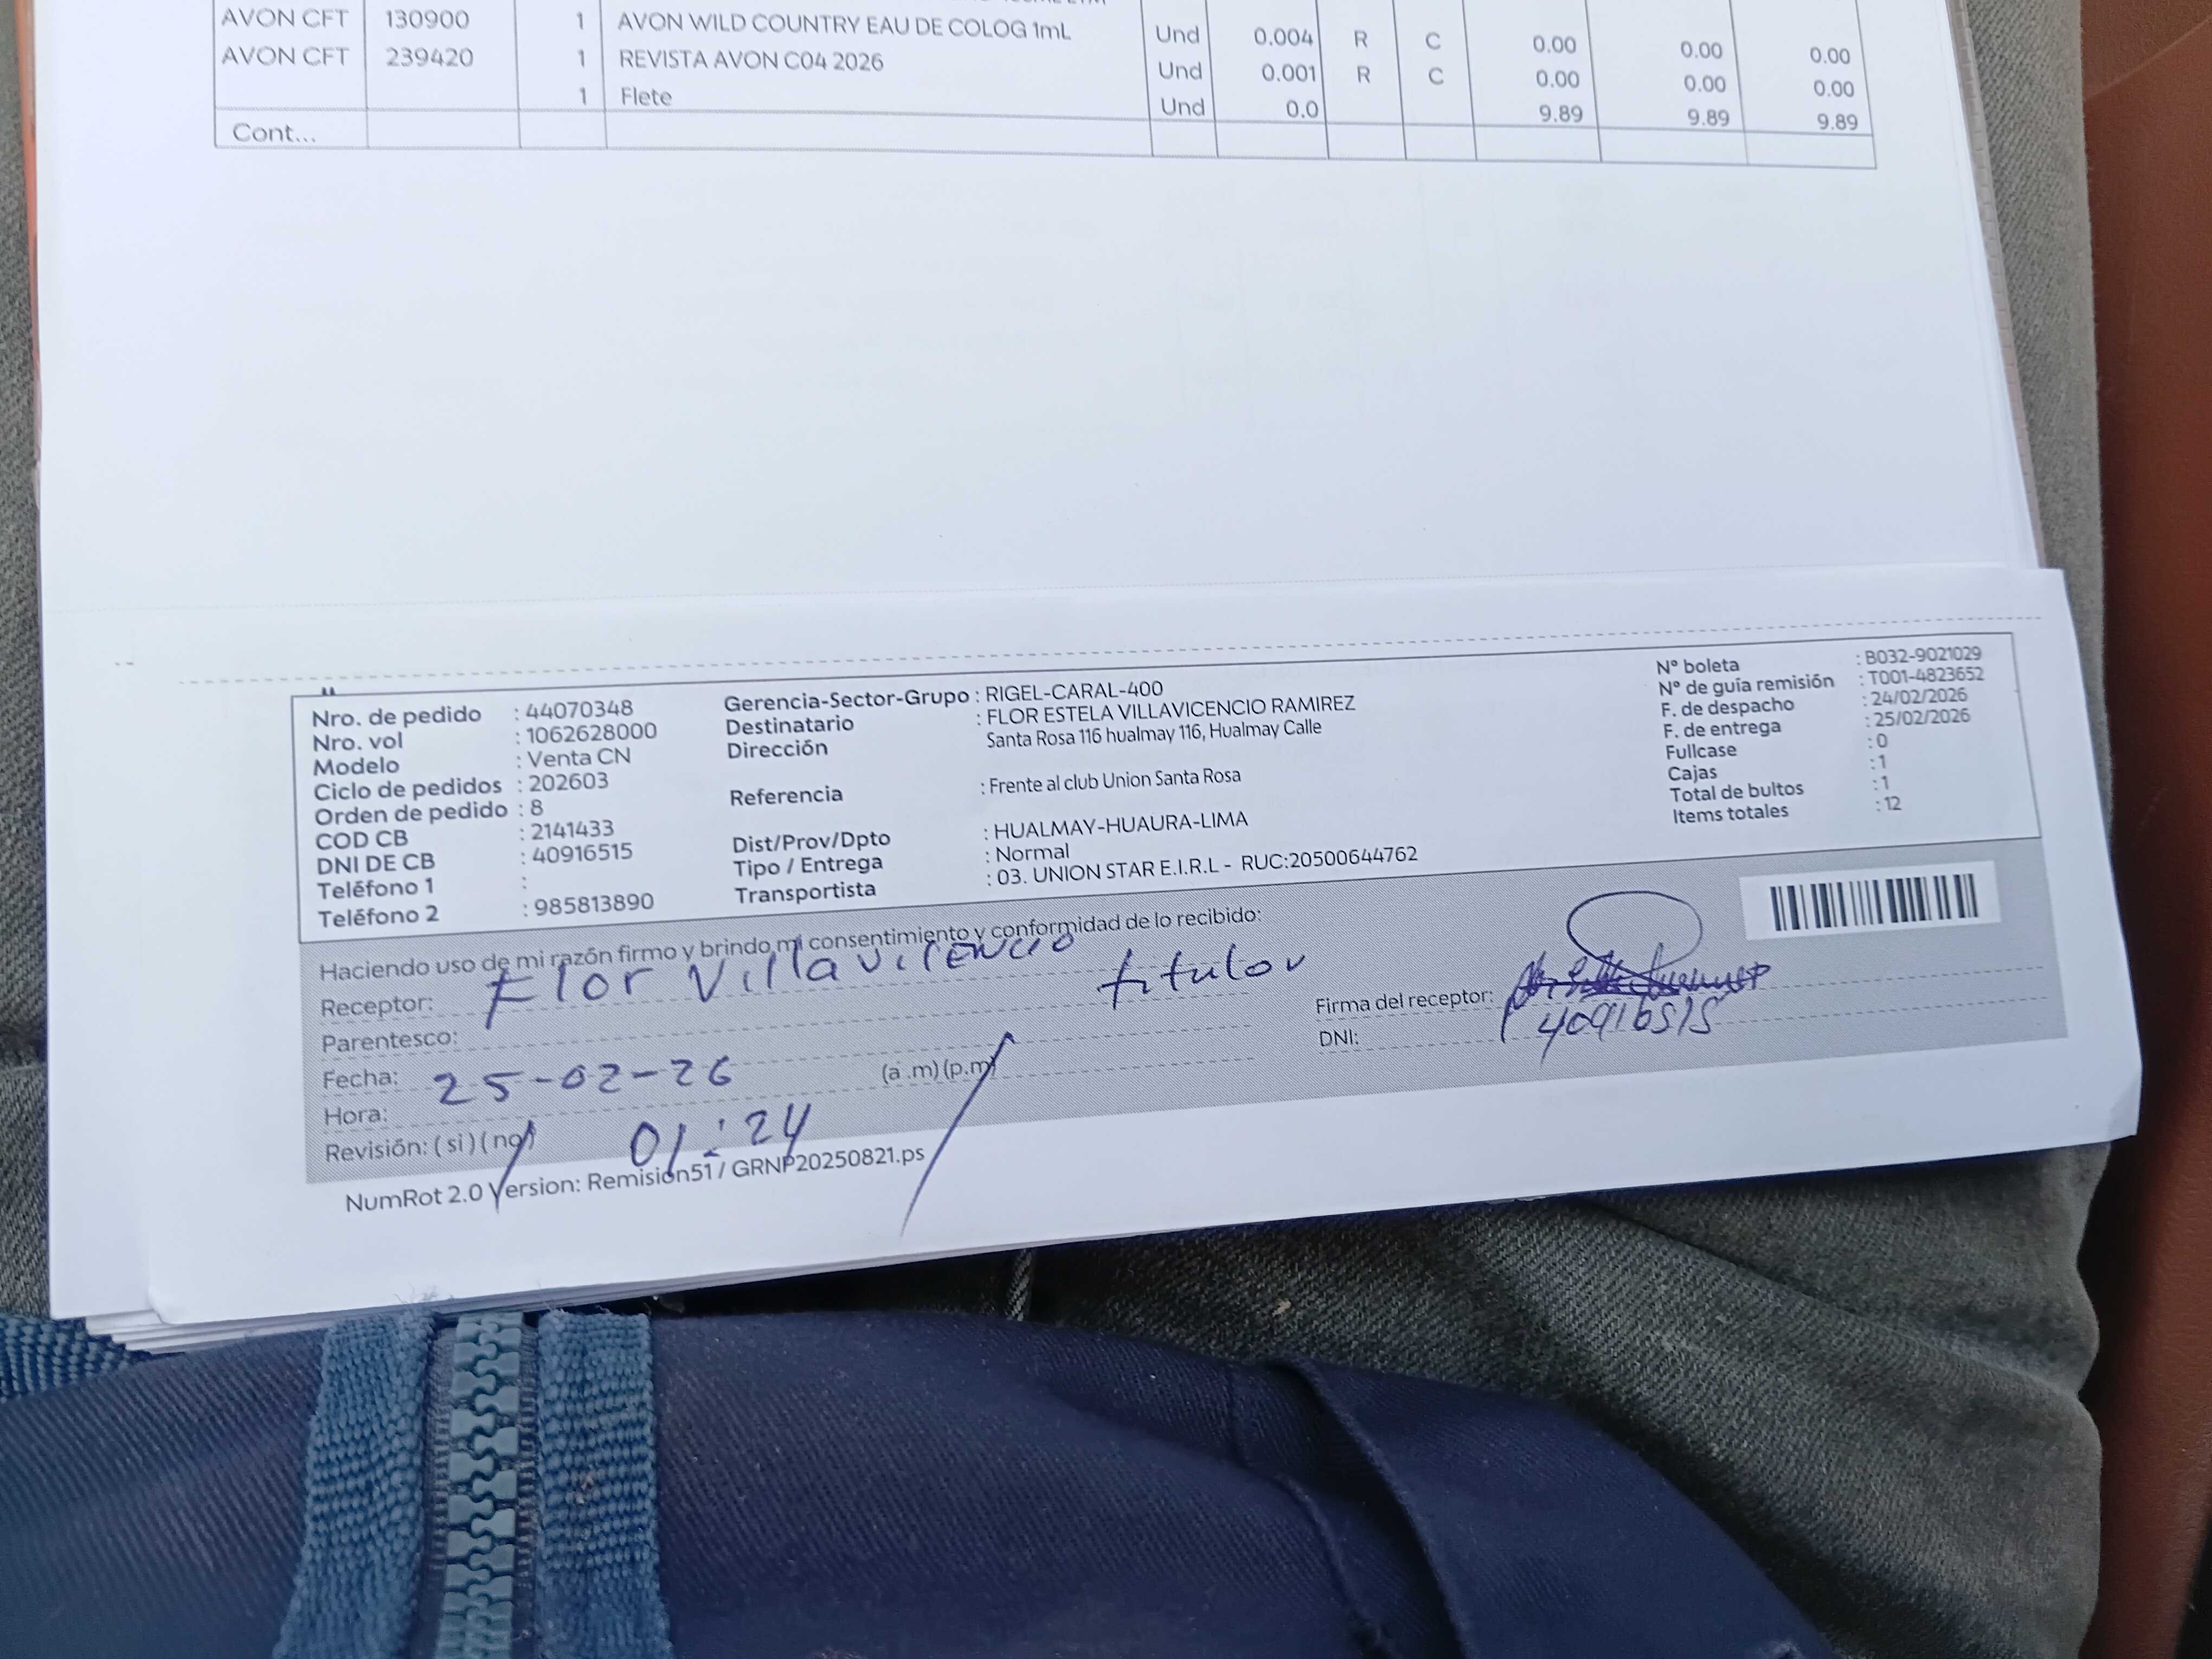 AVON CFT 130900 1 AVON WILD COUNTRY EAU DE COLOG 1mL Und 0.004 R C 0.00 0.00 0.00
AVON CFT 239420 1 REVISTA AVON C04 2026 Und 0.001 R C 0.00 0.00 0.00
1 Flete Und 0.0 9.89 9.89 9.89
Cont...
Nro. de pedido : 44070348
Nro. vol : 1062628000
Modelo : Venta CN
Ciclo de pedidos : 202603
Orden de pedido : 8
COD CB : 2141433
DNI DE CB : 40916515
Teléfono 1 :
Teléfono 2 : 985813890
Gerencia-Sector-Grupo : RIGEL-CARAL-400
Destinatario : FLOR ESTELA VILLAVICENCIO RAMIREZ
Dirección Santa Rosa 116 hualmay 116, Hualmay Calle
Referencia : Frente al club Union Santa Rosa
Dist/Prov/Dpto : HUALMAY-HUAURA-LIMA
Tipo / Entrega : Normal
Transportista : 03. UNION STAR E.I.R.L - RUC:20500644762
N° boleta : B032-9021029
N° de guía remisión : T001-4823652
F. de despacho : 24/02/2026
F. de entrega : 25/02/2026
Fullcase : 0
Cajas : 1
Total de bultos : 1
Items totales : 12
Haciendo uso de mi razón firmo y brindo mi consentimiento y conformidad de lo recibido:
Receptor: Flor Villavicencio
Parentesco: titular
Fecha: 25-02-26 (a .m) (p.m)
Hora: 01:24
Revisión: ( si ) ( no )
Firma del receptor:
DNI: 40916515
NumRot 2.0 Version: Remision51 / GRNP20250821.ps